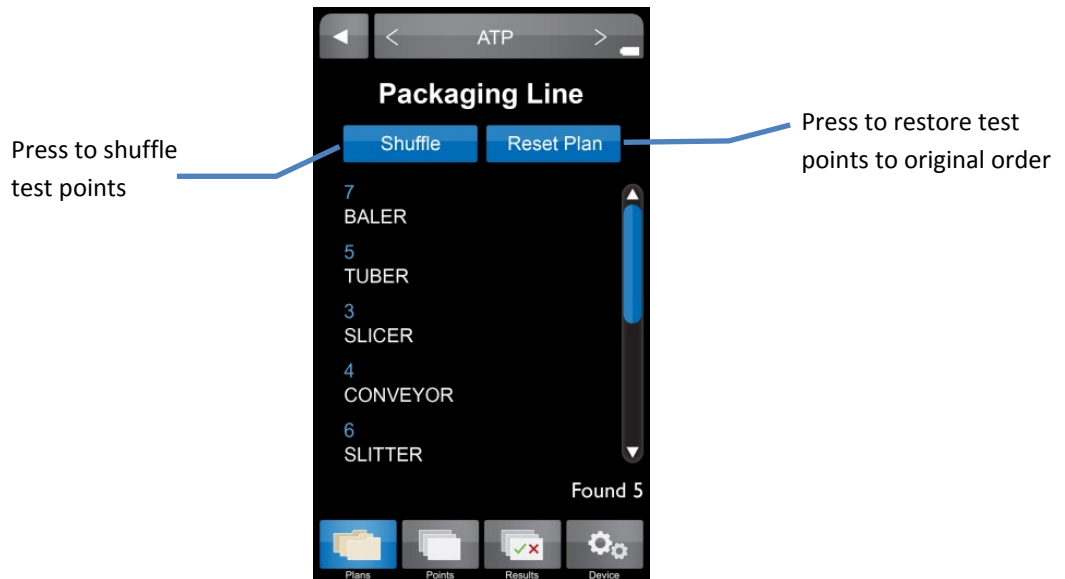 ATP
Packaging Line
Shuffle
Reset Plan
Press to shuffle
test points
Press to restore test
points to original order
7
BALER
5
TUBER
3
SLICER
4
CONVEYOR
6
SLITTER
Found 5
Plans
Points
Results
Device